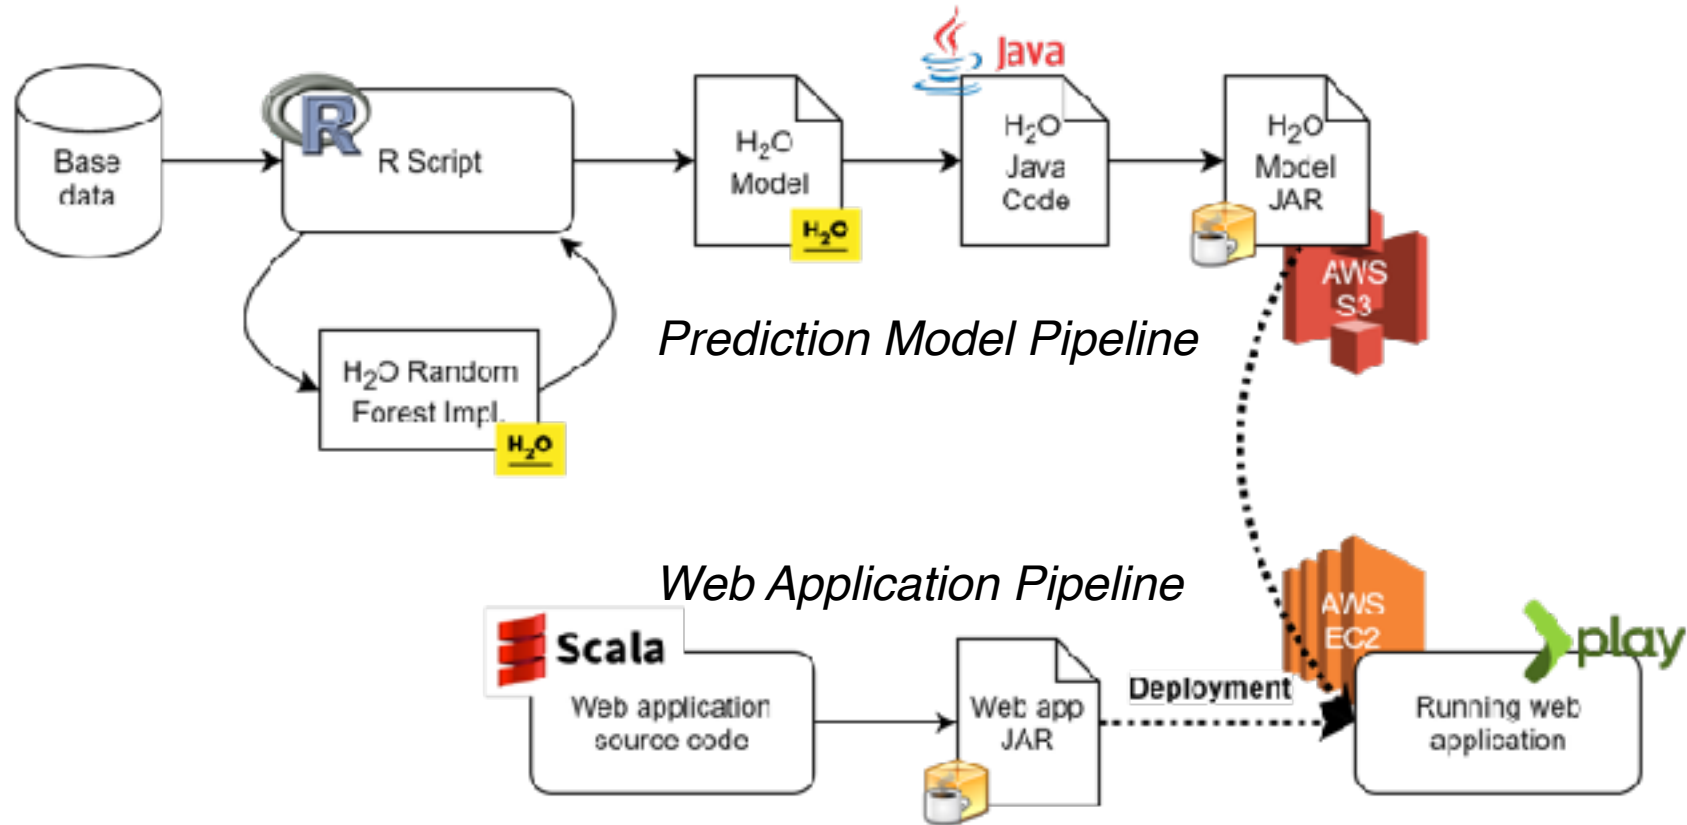 Java
Base
data
R
R Script
H₂O
Model
H₂O
H₂O
Java
Code
H₂O
Model
JAR
AWS
S3
H₂O Random
Forest Impl.
H₂O
Prediction Model Pipeline
Web Application Pipeline
Scala
Web application
source code
Web app
JAR
Deployment
AWS
EC2
play
Running web
application